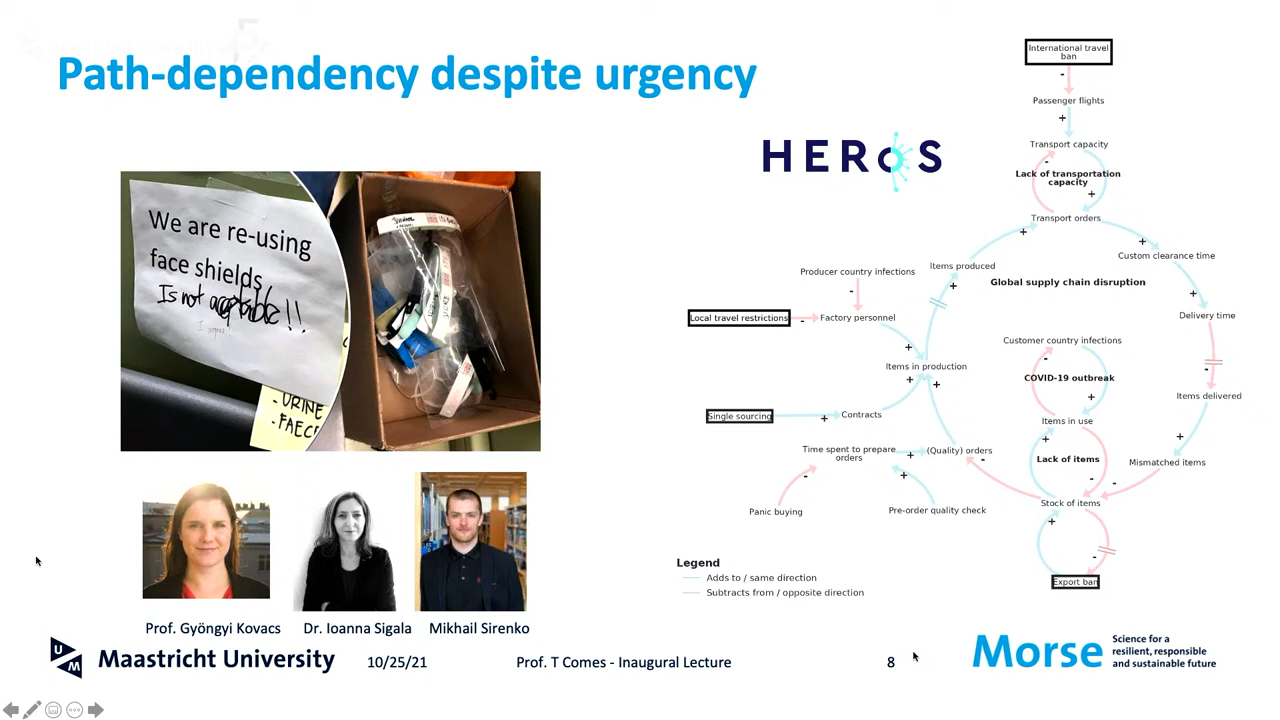 Path-dependency despite urgency
We are re-using
face shields,
Is not acceptable!!
I agree.
- URINE
- FAEC
HEROS
International travel
ban
-
Passenger flights
+
Transport capacity
-
Lack of transportation
capacity
+
Transport orders
+
+
Custom clearance time
Producer country infections
Items produced
+
Global supply chain disruption
+
-
Local travel restrictions
-
Factory personnel
Delivery time
+
Customer country infections
-
Items in production
-
COVID-19 outbreak
+
+
+
Items delivered
Single sourcing
+
Contracts
Items in use
+
+
Time spent to prepare
orders
+
(Quality) orders
-
Lack of items
Mismatched items
-
+
-
-
Stock of items
Panic buying
Pre-order quality check
+
-
Export ban
Legend
Adds to / same direction
Subtracts from / opposite direction
Prof. Gyöngyi Kovacs
Dr. Ioanna Sigala
Mikhail Sirenko
UM
Maastricht University
10/25/21
Prof. T Comes - Inaugural Lecture
8
Morse
Science for a
resilient, responsible
and sustainable future